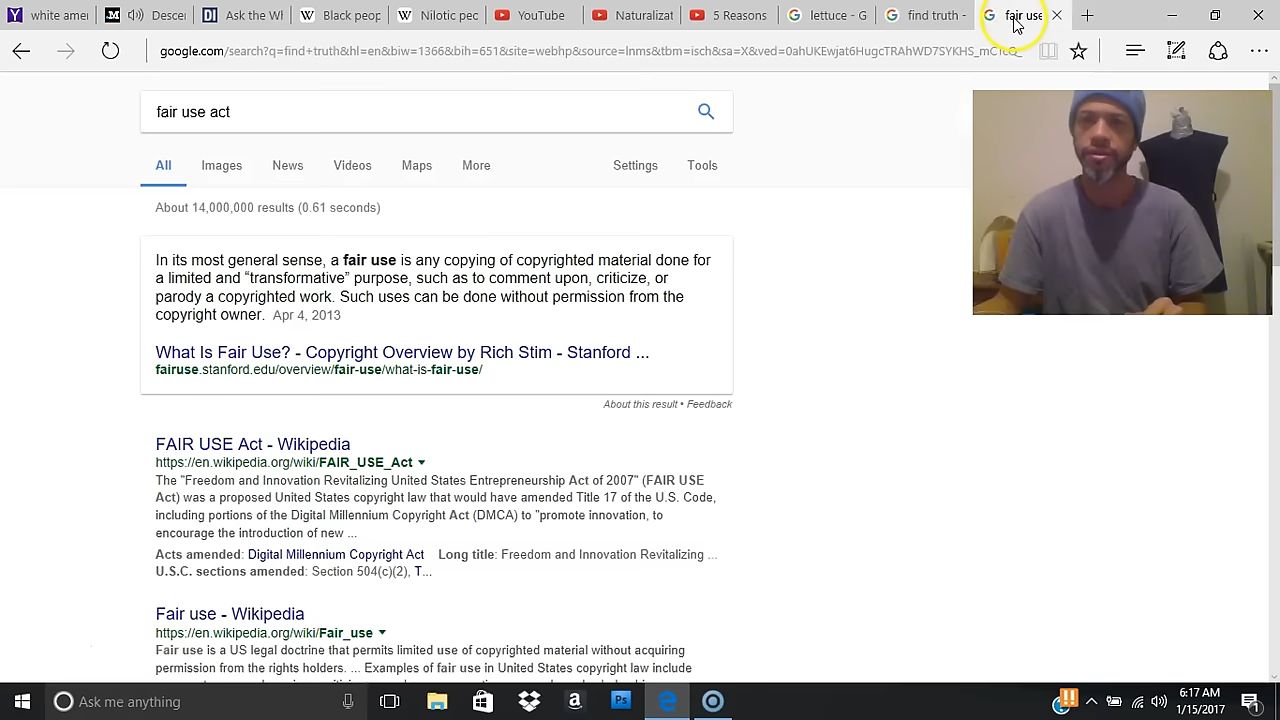 white amer
Desce
Ask the Wi
Black peop
Nilotic pec
YouTube
Naturalizat
5 Reasons
lettuce - G
find truth -
fair use
google.com/search?q=find+truth&hl=en&biw=1366&bih=651&site=webhp&source=lnms&tbm=isch&sa=X&ved=0ahUKEwjat6HugcTRAhWD7SYKHS_mC1cQ_
fair use act
All Images News Videos Maps More Settings Tools
About 14,000,000 results (0.61 seconds)
In its most general sense, a fair use is any copying of copyrighted material done for
a limited and “transformative” purpose, such as to comment upon, criticize, or
parody a copyrighted work. Such uses can be done without permission from the
copyright owner. Apr 4, 2013
What Is Fair Use? - Copyright Overview by Rich Stim - Stanford ...
fairuse.stanford.edu/overview/fair-use/what-is-fair-use/
About this result • Feedback
FAIR USE Act - Wikipedia
https://en.wikipedia.org/wiki/FAIR_USE_Act
The "Freedom and Innovation Revitalizing United States Entrepreneurship Act of 2007" (FAIR USE
Act) was a proposed United States copyright law that would have amended Title 17 of the U.S. Code,
including portions of the Digital Millennium Copyright Act (DMCA) to "promote innovation, to
encourage the introduction of new ...
Acts amended: Digital Millennium Copyright Act Long title: Freedom and Innovation Revitalizing ...
U.S.C. sections amended: Section 504(c)(2), T...
Fair use - Wikipedia
https://en.wikipedia.org/wiki/Fair_use
Fair use is a US legal doctrine that permits limited use of copyrighted material without acquiring
permission from the rights holders. ... Examples of fair use in United States copyright law include
Ask me anything
6:17 AM
1/15/2017